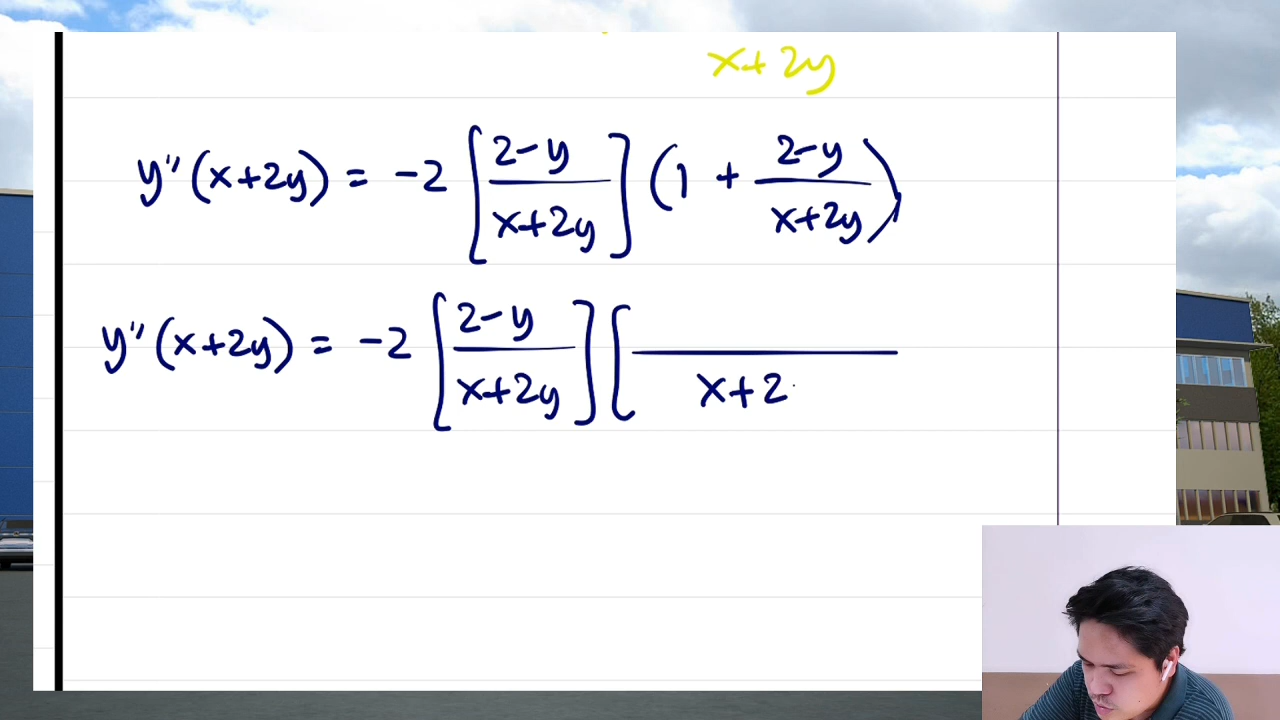 x+2y
y"(x+2y) = -2 [2-y / x+2y] (1 + 2-y / x+2y)
y"(x+2y) = -2 [2-y / x+2y] [ / x+2